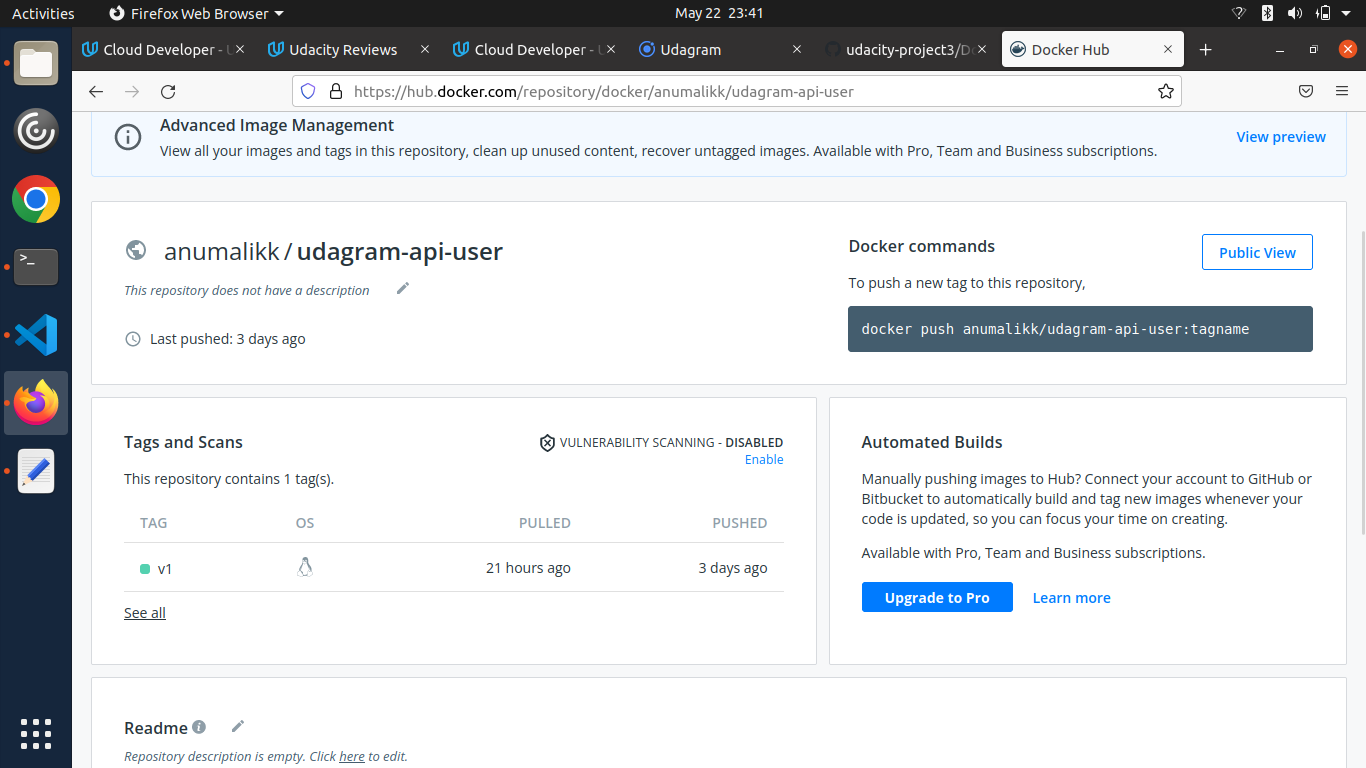 Activities Firefox Web Browser May 22 23:41
Cloud Developer - U Udacity Reviews Cloud Developer - U Udagram udacity-project3/Do Docker Hub
https://hub.docker.com/repository/docker/anumalikk/udagram-api-user
Advanced Image Management
View all your images and tags in this repository, clean up unused content, recover untagged images. Available with Pro, Team and Business subscriptions.
View preview
anumalikk / udagram-api-user
This repository does not have a description
Last pushed: 3 days ago
Docker commands
Public View
To push a new tag to this repository,
docker push anumalikk/udagram-api-user:tagname
Tags and Scans
VULNERABILITY SCANNING - DISABLED
Enable
This repository contains 1 tag(s).
TAG OS PULLED PUSHED
v1 21 hours ago 3 days ago
See all
Automated Builds
Manually pushing images to Hub? Connect your account to GitHub or
Bitbucket to automatically build and tag new images whenever your
code is updated, so you can focus your time on creating.
Available with Pro, Team and Business subscriptions.
Upgrade to Pro Learn more
Readme
Repository description is empty. Click here to edit.